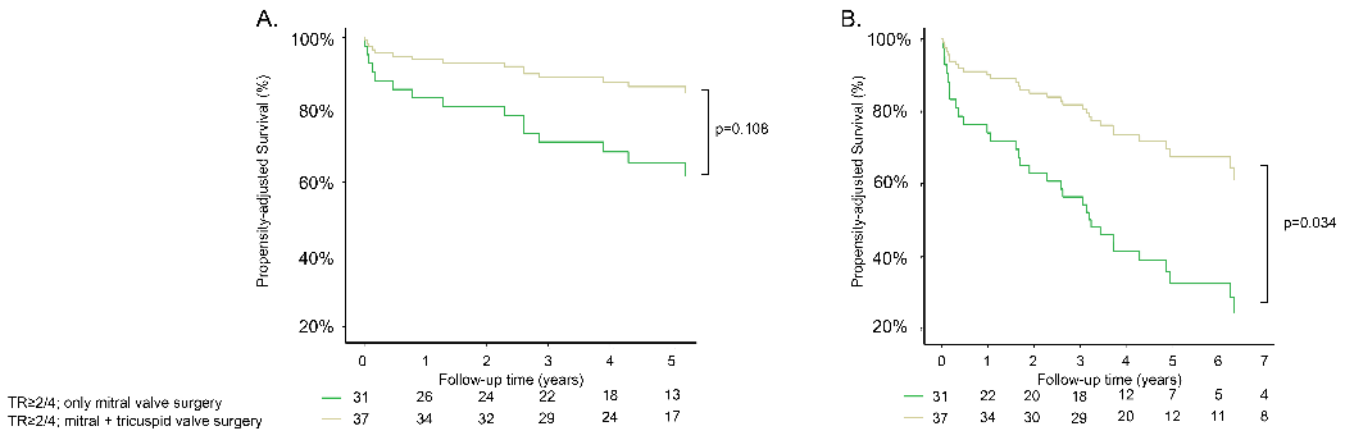 A.
100%
80%
60%
40%
20%
Propensity-adjusted Survival (%)
p=0.108
0 1 2 3 4 5
Follow-up time (years)
B.
100%
80%
60%
40%
20%
Propensity-adjusted Survival (%)
p=0.034
0 1 2 3 4 5 6 7
Follow-up time (years)
TR≥2/4; only mitral valve surgery 31 26 24 22 18 13 31 22 20 18 12 7 5 4
TR≥2/4; mitral + tricuspid valve surgery 37 34 32 29 24 17 37 34 30 29 20 12 11 8